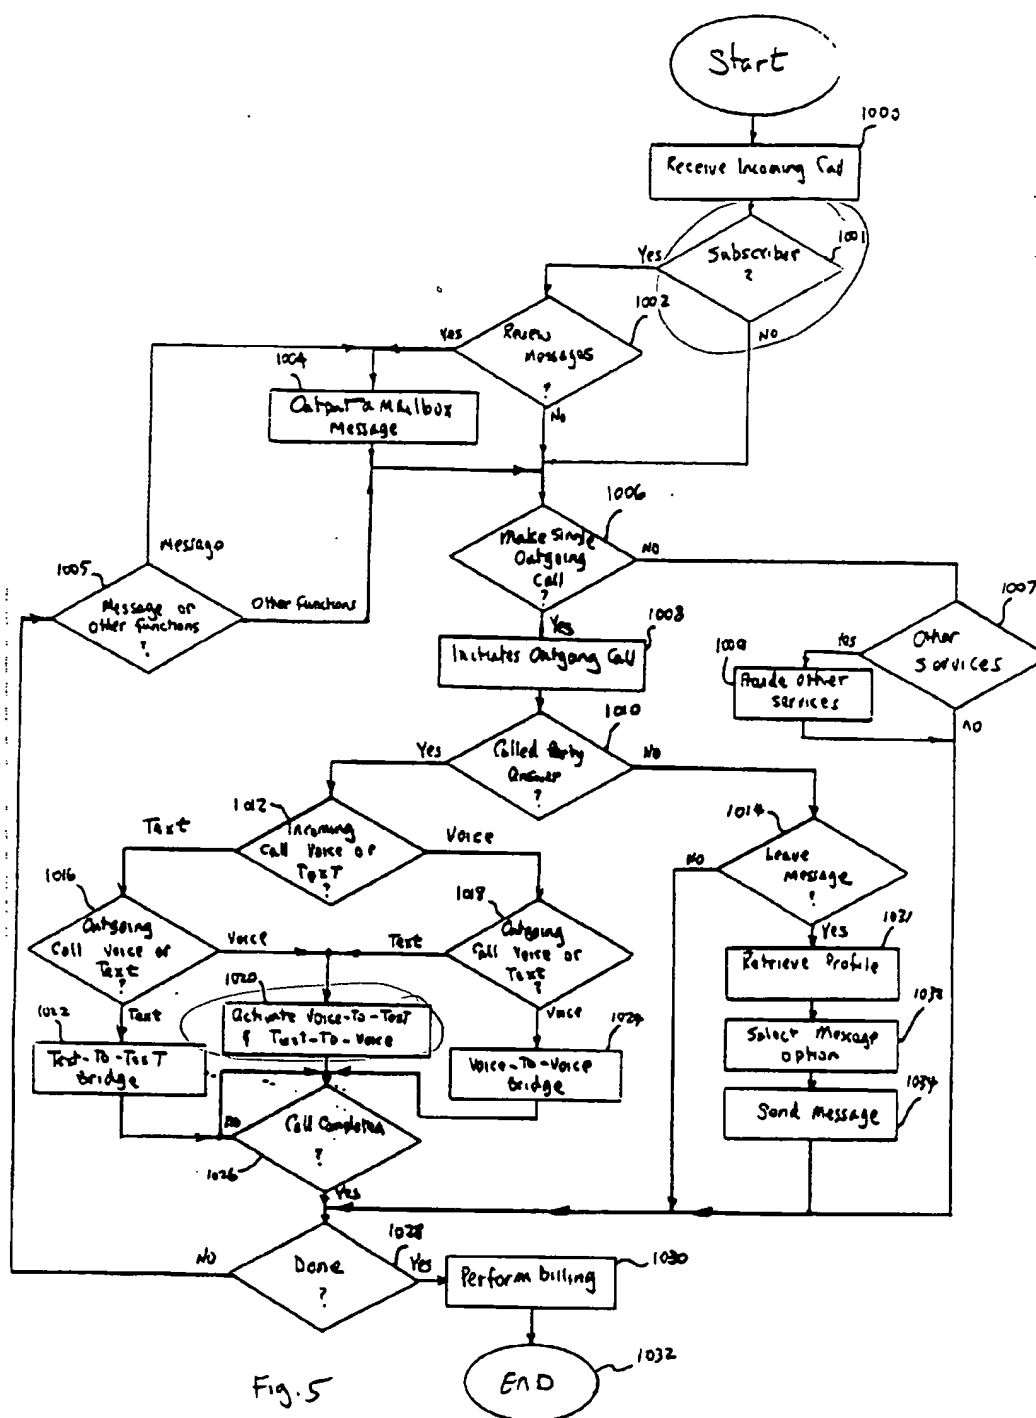 Start
1000
Receive Incoming Call
1001
Subscriber
?
Yes
NO
1002
Review
Messages
?
Yes
No
1004
Output a Mailbox
Message
1006
Make Single
Outgoing
Call
?
NO
Yes
Message
1005
Message or
Other functions
?
Other Functions
1007
Other
Services
Yes
no
1008
Initiates Outgoing Call
1009
Provide other
services
1010
Called Party
Answer
?
Yes
No
1012
Incoming
Call Voice or
Text
?
Text
Voice
1014
Leave
Message
?
NO
Yes
1016
Outgoing
Call Voice or
Text
?
Voice
Text
1018
Outgoing
Call Voice or
Text
?
Text
Voice
1020
Activate Voice-To-Text
& Text-To-Voice
1022
Text-To-Text
Bridge
1024
Voice-To-Voice
Bridge
1031
Retrieve Profile
Select Message
option
1034
Send Message
No
Call Completed
?
1026
Yes
1028
Done
?
NO
Yes
1030
Perform billing
1032
End
Fig. 5